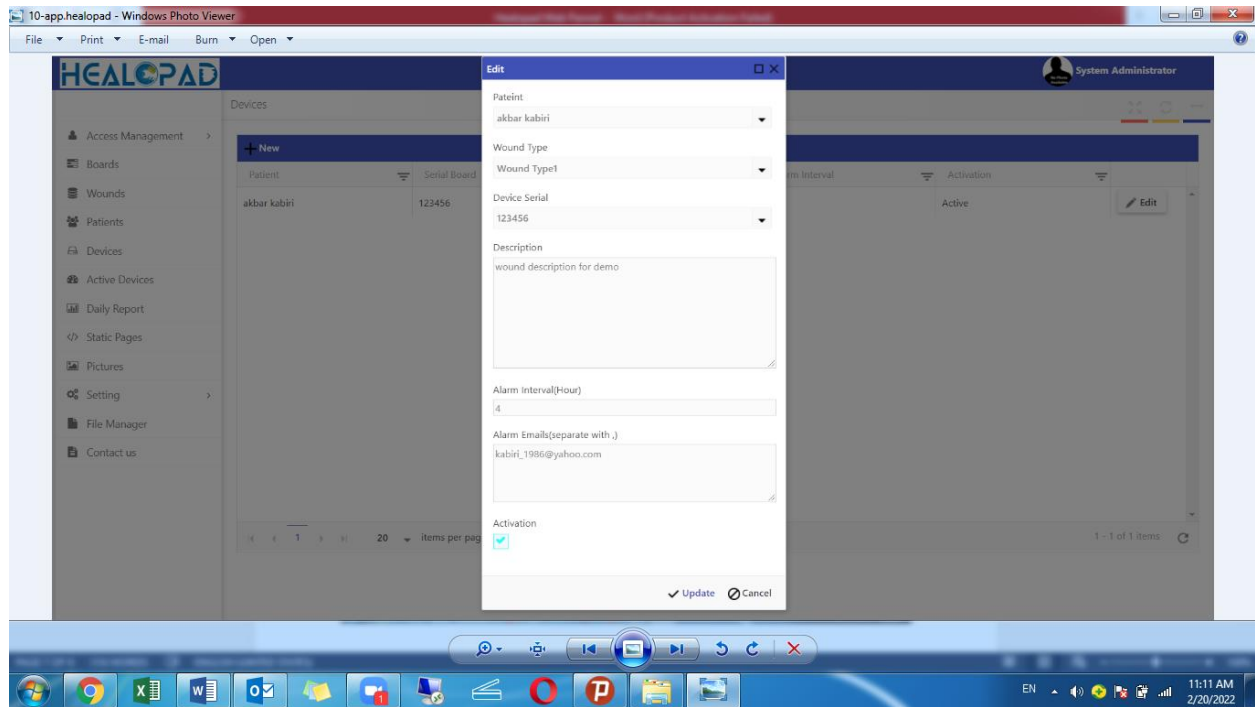 10-app.healopad - Windows Photo Viewer
File Print E-mail Burn Open
HEALOPAD
System Administrator
Devices
Access Management
Boards
Wounds
Patients
Devices
Active Devices
Daily Report
Static Pages
Pictures
Setting
File Manager
Contact us
New
Patient Serial Board rm Interval Activation
akbar kabiri 123456 Active Edit
1 20 items per pag 1 - 1 of 1 items
Edit
Pateint
akbar kabiri
Wound Type
Wound Type1
Device Serial
123456
Description
wound description for demo
Alarm Interval(Hour)
4
Alarm Emails(separate with ,)
kabiri_1986@yahoo.com
Activation
Update Cancel
EN 11:11 AM
2/20/2022